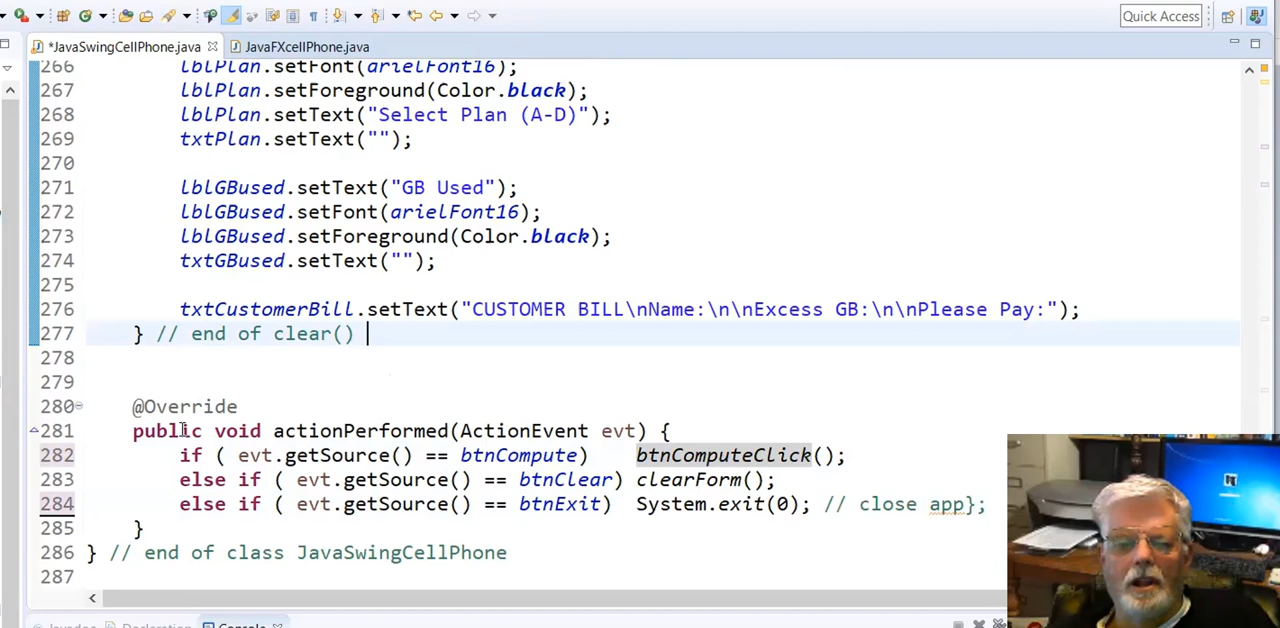 Quick Access
*JavaSwingCellPhone.java JavaFXcellPhone.java
266 lblPlan.setFont(arielFont16);
267 lblPlan.setForeground(Color.black);
268 lblPlan.setText("Select Plan (A-D)");
269 txtPlan.setText("");
270
271 lblGBused.setText("GB Used");
272 lblGBused.setFont(arielFont16);
273 lblGBused.setForeground(Color.black);
274 txtGBused.setText("");
275
276 txtCustomerBill.setText("CUSTOMER BILL\nName:\n\nExcess GB:\n\nPlease Pay:");
277 } // end of clear()
278
279
280 @Override
281 public void actionPerformed(ActionEvent evt) {
282 if ( evt.getSource() == btnCompute) btnComputeClick();
283 else if ( evt.getSource() == btnClear) clearForm();
284 else if ( evt.getSource() == btnExit) System.exit(0); // close app};
285 }
286 } // end of class JavaSwingCellPhone
287
Javadoc Declaration Console